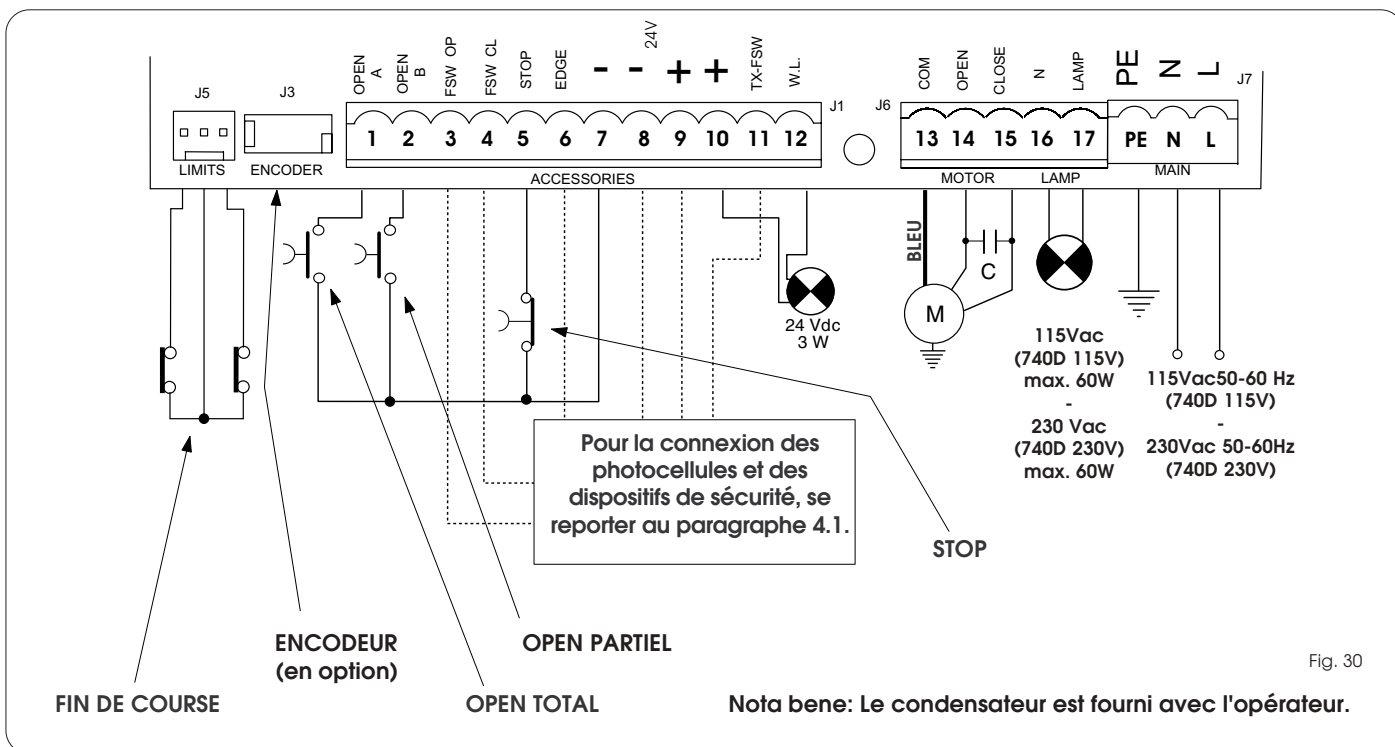 OPEN A
OPEN B
FSW OP
FSW CL
STOP
EDGE
-
-
24V
+
+
TX-FSW
W.L.
COM
OPEN
CLOSE
N
LAMP
PE
N
L
J5
J3
J1
J6
J7
1 2 3 4 5 6 7 8 9 10 11 12
13 14 15 16 17
PE N L
LIMITS
ENCODER
ACCESSORIES
MOTOR
LAMP
MAIN
BLEU
C
M
24 Vdc
3 W
115Vac
(740D 115V)
max. 60W
-
230 Vac
(740D 230V)
max. 60W
115Vac50-60 Hz
(740D 115V)
-
230Vac 50-60Hz
(740D 230V)
Pour la connexion des
photocellules et des
dispositifs de sécurité, se
reporter au paragraphe 4.1.
STOP
ENCODEUR
(en option)
OPEN PARTIEL
FIN DE COURSE
OPEN TOTAL
Fig. 30
Nota bene: Le condensateur est fourni avec l'opérateur.